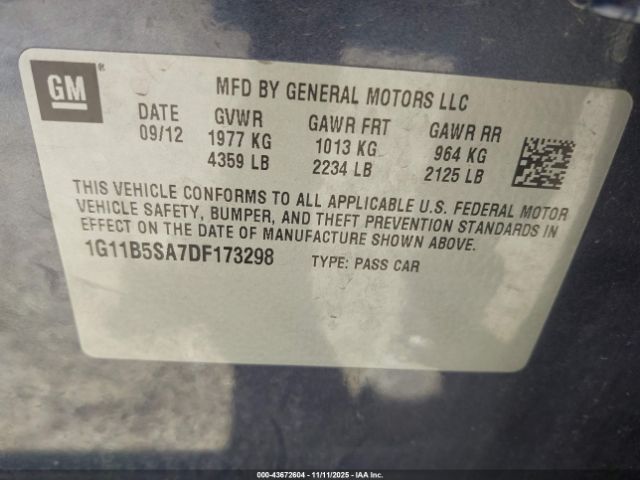 GM®
MFD BY GENERAL MOTORS LLC
DATE GVWR GAWR FRT GAWR RR
09/12 1977 KG 1013 KG 964 KG
4359 LB 2234 LB 2125 LB
THIS VEHICLE CONFORMS TO ALL APPLICABLE U.S. FEDERAL MOTOR
VEHICLE SAFETY, BUMPER, AND THEFT PREVENTION STANDARDS IN
EFFECT ON THE DATE OF MANUFACTURE SHOWN ABOVE.
1G11B5SA7DF173298 TYPE: PASS CAR
000-43672604 - 11/11/2025 - IAA Inc.